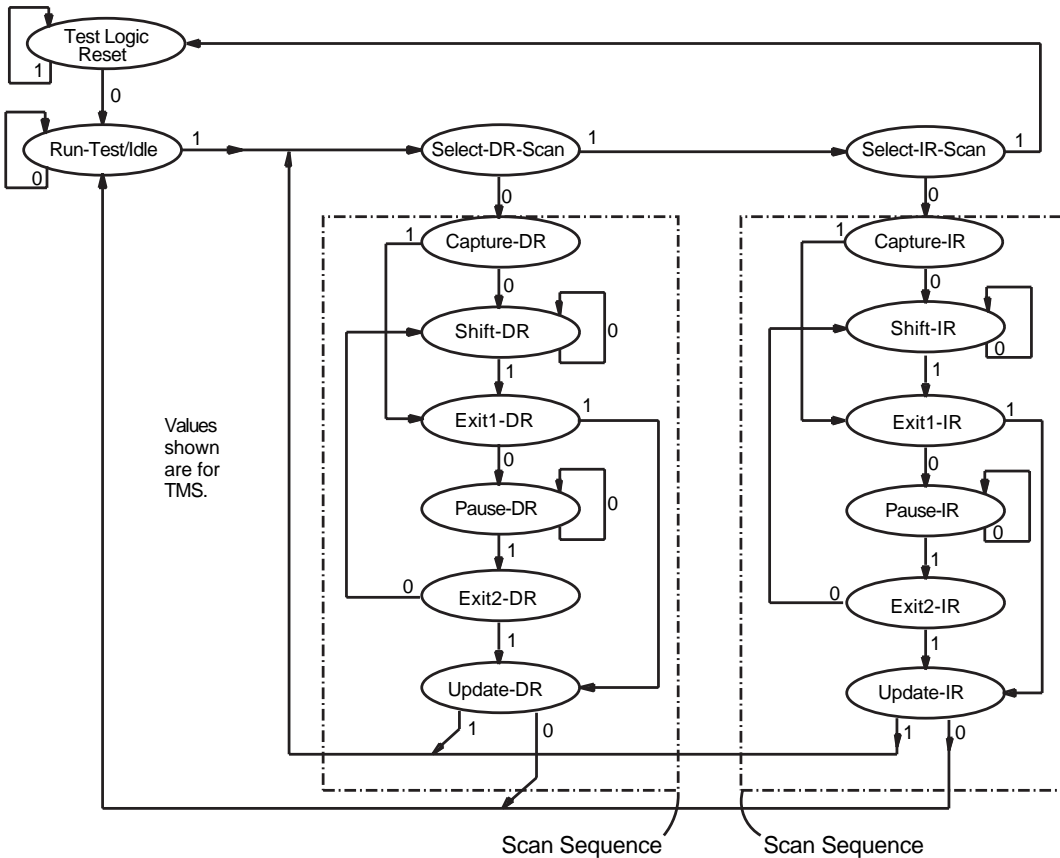 Test Logic
Reset
1
0
Run-Test/Idle
1
Select-DR-Scan
1
Select-IR-Scan
1
0
0
0
1
Capture-DR
1
Capture-IR
0
0
Shift-DR
0
Shift-IR
0
1
1
Exit1-DR
1
Exit1-IR
1
Values
shown
are for
TMS.
0
0
Pause-DR
0
Pause-IR
0
1
1
0
Exit2-DR
0
Exit2-IR
1
1
Update-DR
Update-IR
1
0
1
0
Scan Sequence
Scan Sequence